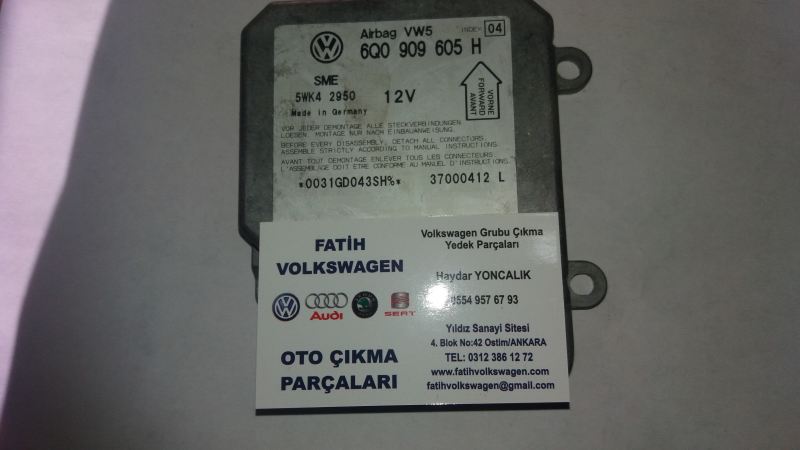 Airbag VW5 INDEX 04
6Q0 909 605 H
SME
5WK4 2950 12V
Made in Germany
VORNE
FORWARD
AVANT
VOR JEDER DEMONTAGE ALLE STECKVERBINDUNGEN
LOESEN. MONTAGE NUR NACH EINBAUANWEISUNG.
BEFORE EVERY DISASSEMBLY, DETACH ALL CONNECTORS.
ASSEMBLE STRICTLY ACCORDING TO MANUAL INSTRUCTIONS.
AVANT TOUT DEMONTAGE ENLEVER TOUS LES CONNECTEURS.
L'ASSEMBLAGE DOIT ETRE CONFORME AU MANUEL D'INSTRUCTIONS.
*0031GD043SH%* 37000412 L
FATİH
VOLKSWAGEN
Audi
SEAT
OTO ÇIKMA
PARÇALARI
Volkswagen Grubu Çıkma
Yedek Parçaları
Haydar YONCALIK
0554 957 67 93
Yıldız Sanayi Sitesi
4. Blok No:42 Ostim/ANKARA
TEL: 0312 386 12 72
www.fatihvolkswagen.com
fatihvolkswagen@gmail.com